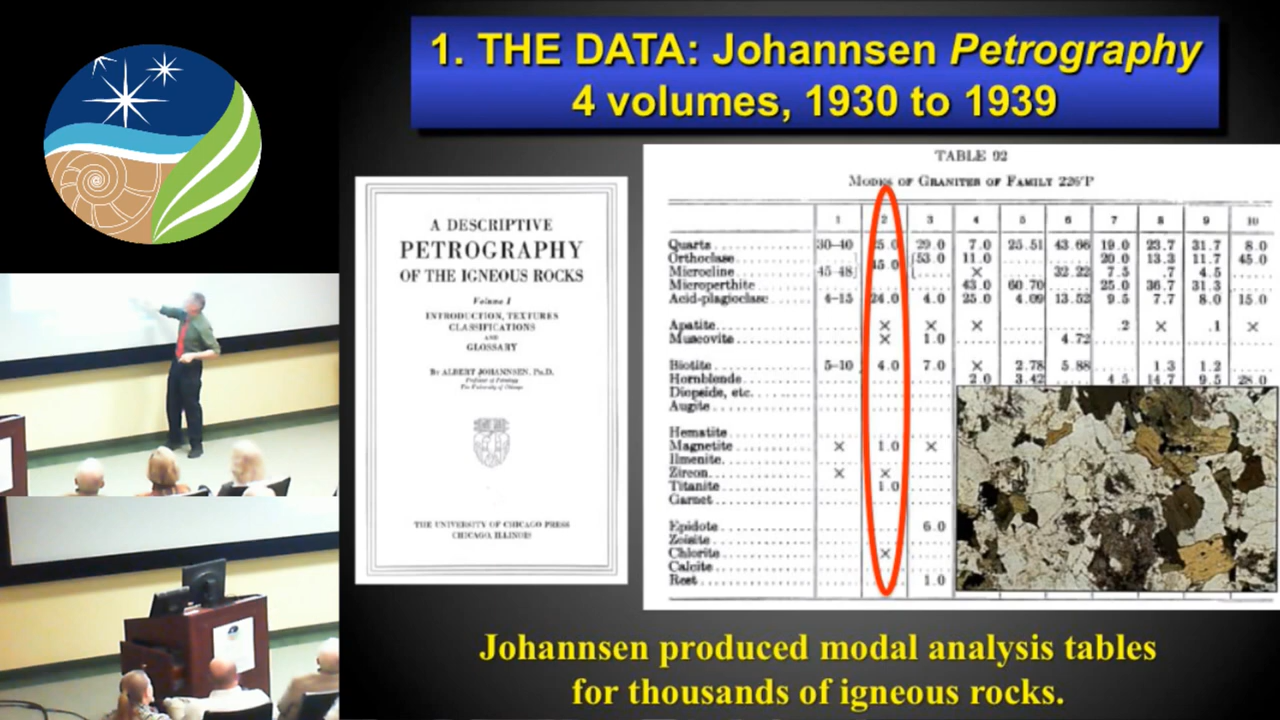 1. THE DATA: Johannsen Petrography
4 volumes, 1930 to 1939
A DESCRIPTIVE
PETROGRAPHY
OF THE IGNEOUS ROCKS
Volume I
INTRODUCTION, TEXTURES
CLASSIFICATIONS
AND
GLOSSARY
By ALBERT JOHANNSEN, Ph.D.
Professor of Petrology
The University of Chicago
THE UNIVERSITY OF CHICAGO PRESS
CHICAGO, ILLINOIS
TABLE 92
MODES OF GRANITES OF FAMILY 226'P
1 2 3 4 5 6 7 8 9 10
Quartz 30–40 25.0 29.0 7.0 25.51 43.66 19.0 23.7 31.7 8.0
Orthoclase 53.0 11.0 20.0 13.3 11.7 45.0
Microcline 45–48 45.0 × 32.22 7.5 .7 4.5
Microperthite 43.0 60.70 25.0 36.7 31.3
Acid-plagioclase 4–15 24.0 4.0 25.0 4.09 13.52 9.5 7.7 8.0 15.0
Apatite × × × .2 × .1 ×
Muscovite × 1.0 4.72
Biotite 5–10 4.0 7.0 × 2.78 5.88 1.3 1.2
Hornblende 2.0 3.42 4.5 14.7 9.5 28.0
Diopside, etc.
Augite
Hematite
Magnetite × 1.0 ×
Ilmenite
Zircon × ×
Titanite 1.0
Garnet
Epidote 6.0
Zoisite
Chlorite ×
Calcite
Rest 1.0
Johannsen produced modal analysis tables
for thousands of igneous rocks.